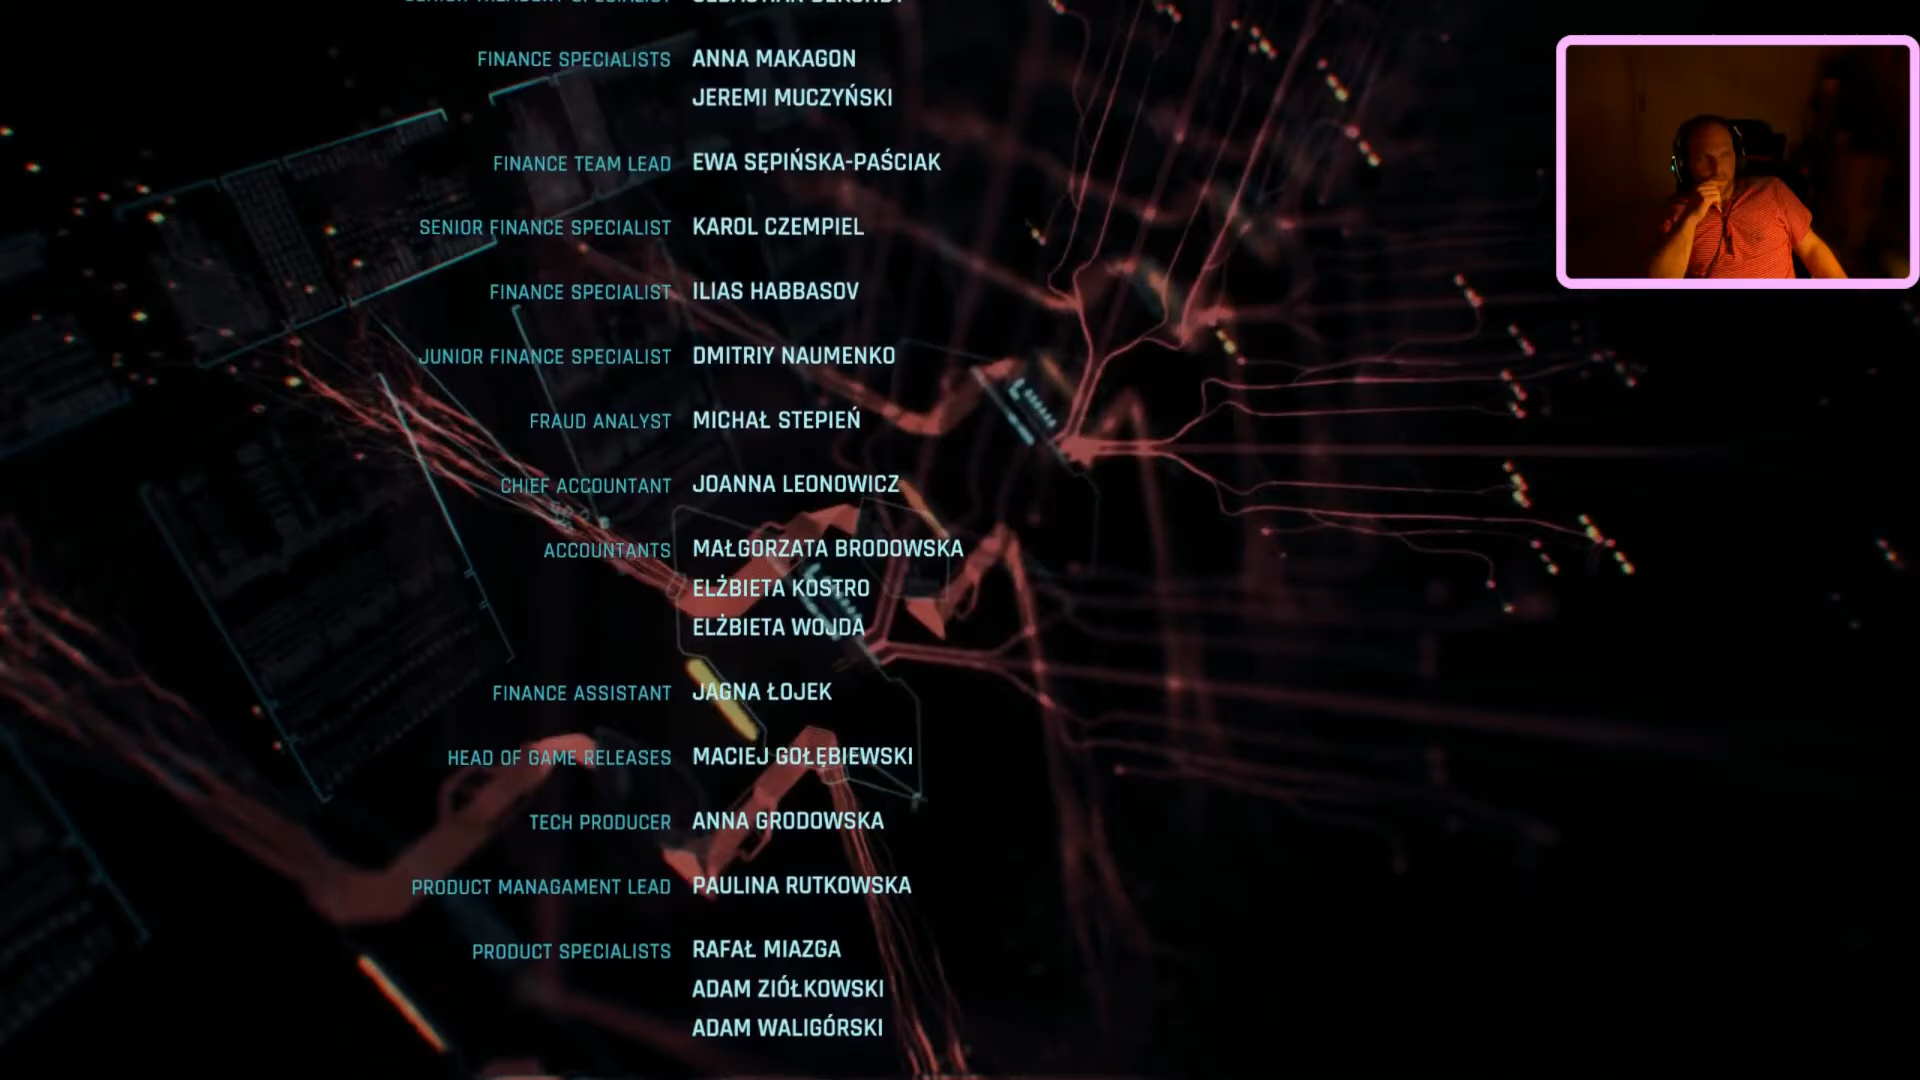 FINANCE SPECIALISTS ANNA MAKAGON
JEREMI MUCZYŃSKI
FINANCE TEAM LEAD EWA SĘPIŃSKA-PAŚCIAK
SENIOR FINANCE SPECIALIST KAROL CZEMPIEL
FINANCE SPECIALIST ILIAS HABBASOV
JUNIOR FINANCE SPECIALIST DMITRIY NAUMENKO
FRAUD ANALYST MICHAŁ STEPIEŃ
CHIEF ACCOUNTANT JOANNA LEONOWICZ
ACCOUNTANTS MAŁGORZATA BRODOWSKA
ELŻBIETA KOSTRO
ELŻBIETA WOJDA
FINANCE ASSISTANT JAGNA ŁOJEK
HEAD OF GAME RELEASES MACIEJ GOŁĘBIEWSKI
TECH PRODUCER ANNA GRODOWSKA
PRODUCT MANAGAMENT LEAD PAULINA RUTKOWSKA
PRODUCT SPECIALISTS RAFAŁ MIAZGA
ADAM ZIÓŁKOWSKI
ADAM WALIGÓRSKI